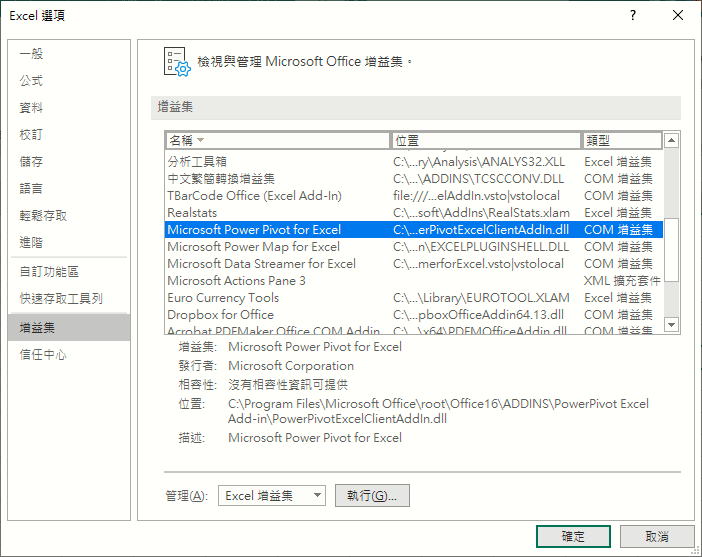 Excel 選項
?
一般
公式
資料
校訂
儲存
語言
輕鬆存取
進階
自訂功能區
快速存取工具列
增益集
信任中心
檢視與管理 Microsoft Office 增益集。
增益集
名稱 位置 類型
分析工具箱 C:\...ry\Analysis\ANALYS32.XLL Excel 增益集
中文繁簡轉換增益集 C:\...\ADDINS\TCSCCONV.DLL COM 增益集
TBarCode Office (Excel Add-In) file:///...elAddIn.vsto|vstolocal COM 增益集
Realstats C:\...soft\AddIns\RealStats.xlam Excel 增益集
Microsoft Power Pivot for Excel C:\...erPivotExcelClientAddIn.dll COM 增益集
Microsoft Power Map for Excel C:\...n\EXCELPLUGINSHELL.DLL COM 增益集
Microsoft Data Streamer for Excel C:\...merforExcel.vsto|vstolocal COM 增益集
Microsoft Actions Pane 3 XML 擴充套件
Euro Currency Tools C:\...\Library\EUROTOOL.XLAM Excel 增益集
Dropbox for Office C:\...pboxOfficeAddin64.13.dll COM 增益集
Acrobat PDFMaker Office COM Addin C:\...\x64\PDFMOfficeAddin.dll COM 增益集
增益集: Microsoft Power Pivot for Excel
發行者: Microsoft Corporation
相容性: 沒有相容性資訊可提供
位置: C:\Program Files\Microsoft Office\root\Office16\ADDINS\PowerPivot Excel
Add-in\PowerPivotExcelClientAddIn.dll
描述: Microsoft Power Pivot for Excel
管理(A): Excel 增益集 執行(G)...
確定 取消